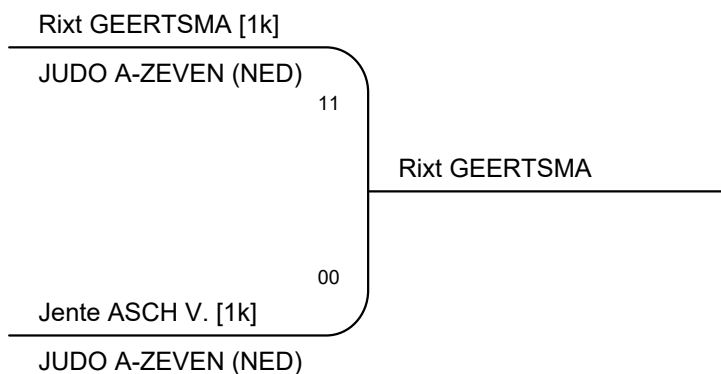 Rixt GEERTSMA [1k]
JUDO A-ZEVEN (NED)
11
Rixt GEERTSMA
00
Jente ASCH V. [1k]
JUDO A-ZEVEN (NED)